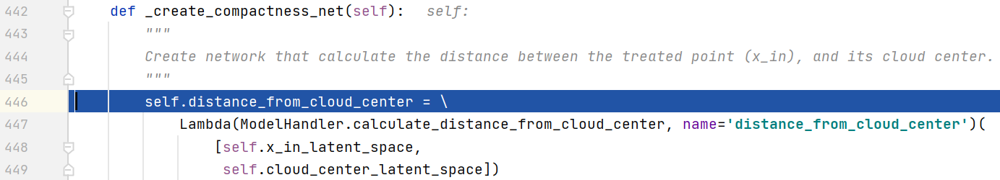 442 def _create_compactness_net(self): self:
443 """
444 Create network that calculate the distance between the treated point (x_in), and its cloud center.
445 """
446 self.distance_from_cloud_center = \
447 Lambda(ModelHandler.calculate_distance_from_cloud_center, name='distance_from_cloud_center')(
448 [self.x_in_latent_space,
449 self.cloud_center_latent_space])